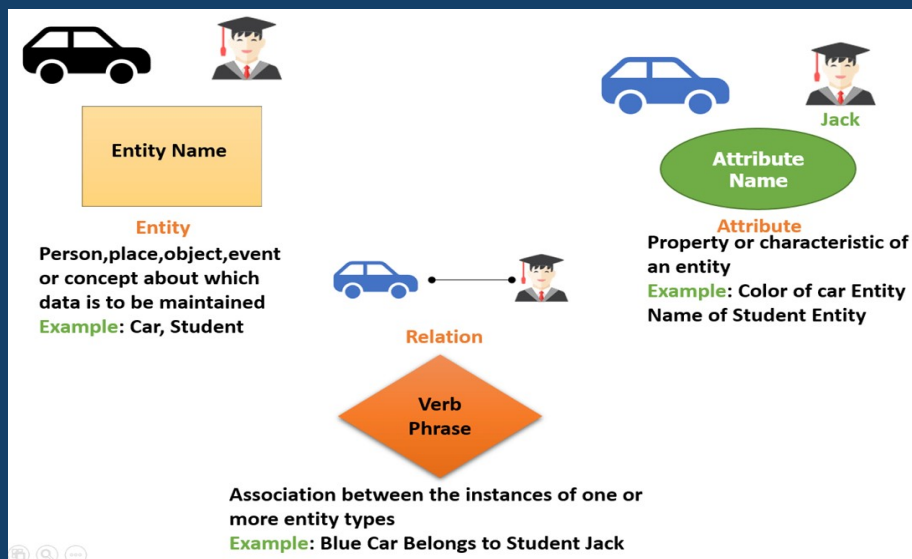 Entity Name
Entity
Person,place,object,event
or concept about which
data is to be maintained
Example: Car, Student
Jack
Attribute
Name
Attribute
Property or characteristic of
an entity
Example: Color of car Entity
Name of Student Entity
Relation
Verb
Phrase
Association between the instances of one or
more entity types
Example: Blue Car Belongs to Student Jack